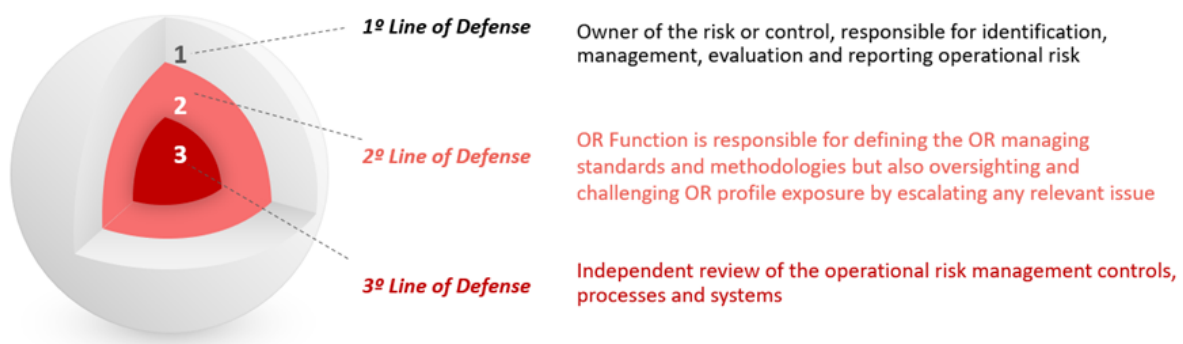 1
2
3
1º Line of Defense
Owner of the risk or control, responsible for identification,
management, evaluation and reporting operational risk
2º Line of Defense
OR Function is responsible for defining the OR managing
standards and methodologies but also oversighting and
challenging OR profile exposure by escalating any relevant issue
3º Line of Defense
Independent review of the operational risk management controls,
processes and systems